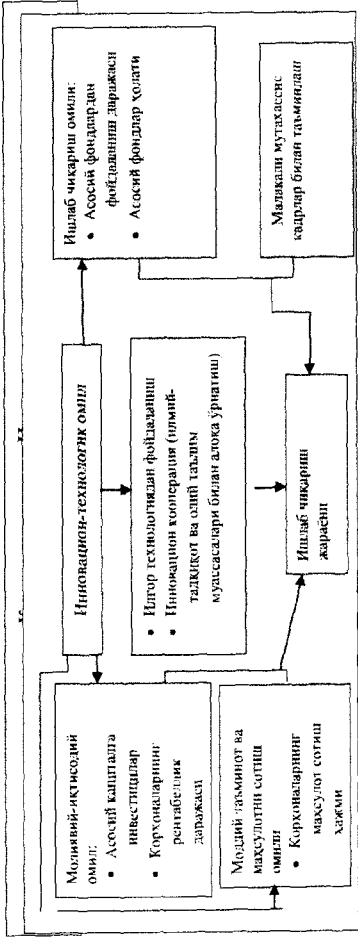 Инновацион-технологик омил
Молиявий-иқтисодий
омил:
• Асосий капиталга
инвестициялар
• Корхоналарнинг
рентабеллик
даражаси
• Илғор технологиядан фойдаланиш
• Инновацион кооперация (илмий-
тадқиқот ва олий таълим
муассасалари билан алоқа ўрнатиш)
Ишлаб чиқариш омили:
• Асосий фондлардан
фойдаланиш даражаси
• Асосий фондлар ҳолати
Моддий таъминот ва
маҳсулотни сотиш
омили
• Корхоналарнинг
маҳсулот сотиш
ҳажми
Ишлаб чиқариш
жараёни
Малакали мутахассис
кадрлар билан таъминлаш